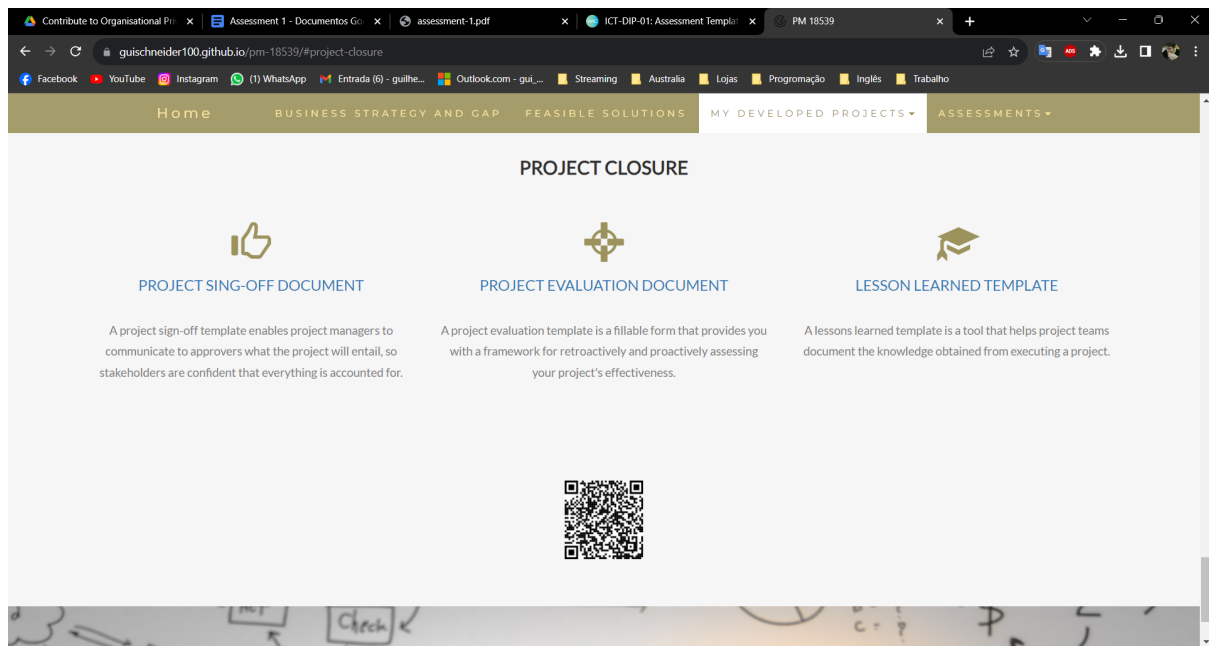 Contribute to Organisational Pri
Assessment 1 - Documentos Go
assessment-1.pdf
ICT-DIP-01: Assessment Templat
PM 18539
guischneider100.github.io/pm-18539/#project-closure
Facebook YouTube Instagram (1) WhatsApp Entrada (6) - guilhe... Outlook.com - gui_... Streaming Australia Lojas Progromação Inglês Trabalho
Home BUSINESS STRATEGY AND GAP FEASIBLE SOLUTIONS MY DEVELOPED PROJECTS ASSESSMENTS
PROJECT CLOSURE
PROJECT SING-OFF DOCUMENT
A project sign-off template enables project managers to
communicate to approvers what the project will entail, so
stakeholders are confident that everything is accounted for.
PROJECT EVALUATION DOCUMENT
A project evaluation template is a fillable form that provides you
with a framework for retroactively and proactively assessing
your project's effectiveness.
LESSON LEARNED TEMPLATE
A lessons learned template is a tool that helps project teams
document the knowledge obtained from executing a project.
Check
C = ?